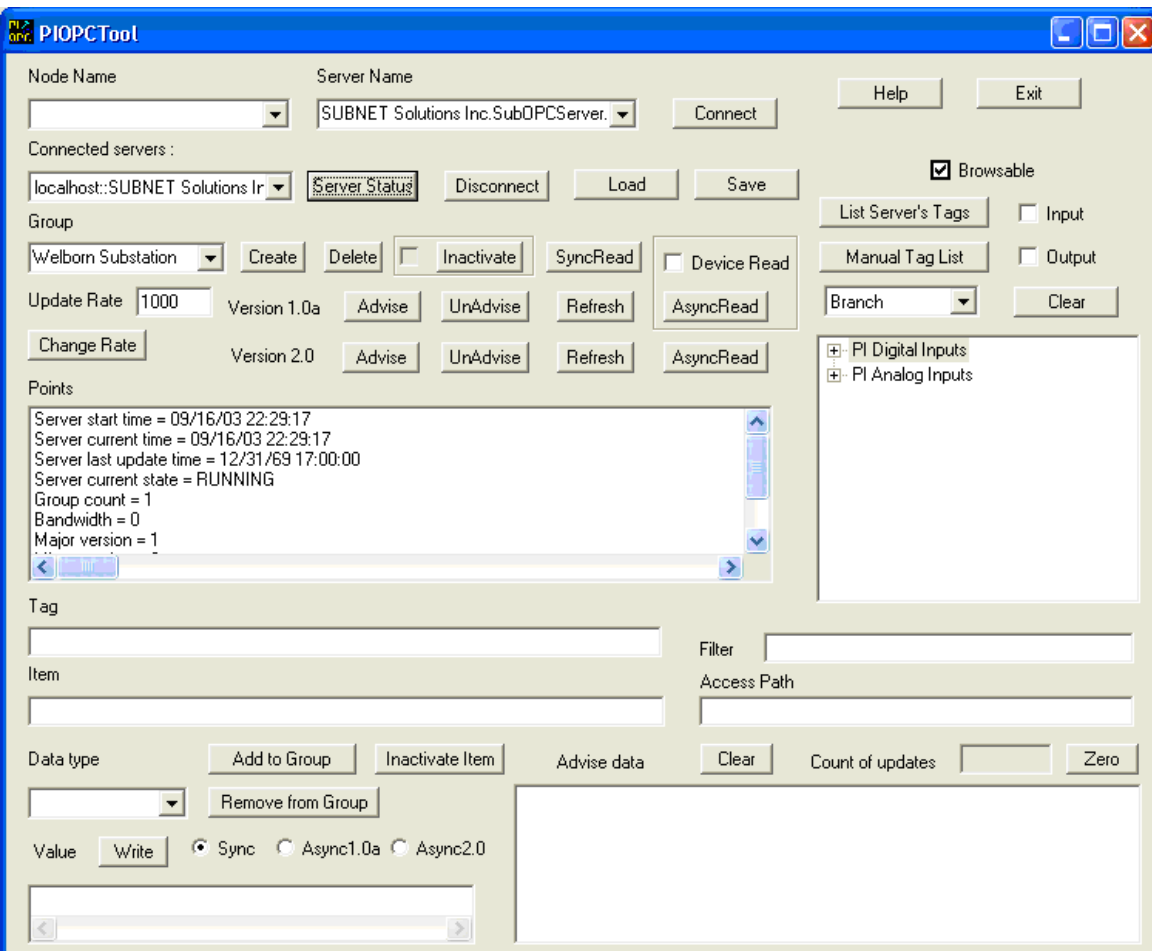 PIOPCTool
Node Name Server Name
Help Exit
SUBNET Solutions Inc.SubOPCServer. Connect
Connected servers :
Browsable
localhost::SUBNET Solutions Ir Server Status Disconnect Load Save
List Server's Tags Input
Group
Welborn Substation Create Delete Inactivate SyncRead Device Read
Manual Tag List Output
Update Rate 1000 Version 1.0a Advise UnAdvise Refresh AsyncRead
Branch Clear
Change Rate Version 2.0 Advise UnAdvise Refresh AsyncRead
PI Digital Inputs
PI Analog Inputs
Points
Server start time = 09/16/03 22:29:17
Server current time = 09/16/03 22:29:17
Server last update time = 12/31/69 17:00:00
Server current state = RUNNING
Group count = 1
Bandwidth = 0
Major version = 1
Tag
Filter
Item
Access Path
Data type Add to Group Inactivate Item Advise data Clear Count of updates Zero
Remove from Group
Value Write Sync Async1.0a Async2.0